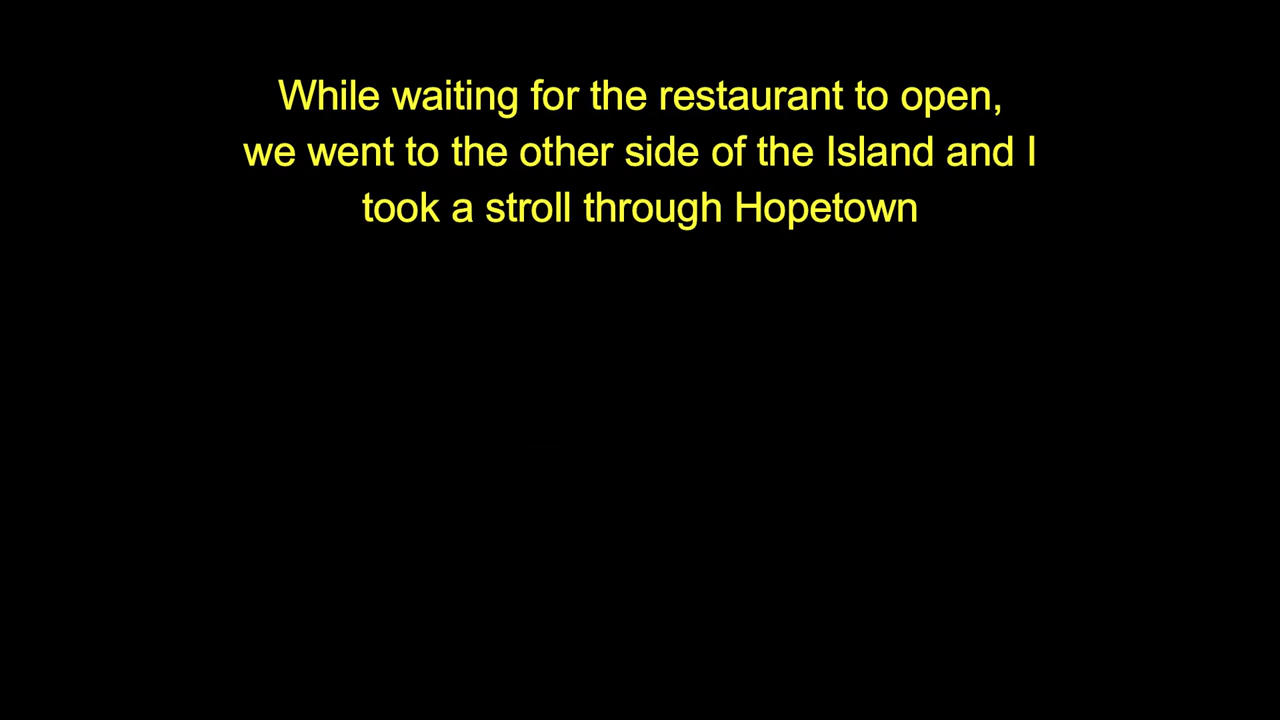 While waiting for the restaurant to open,
we went to the other side of the Island and I
took a stroll through Hopetown